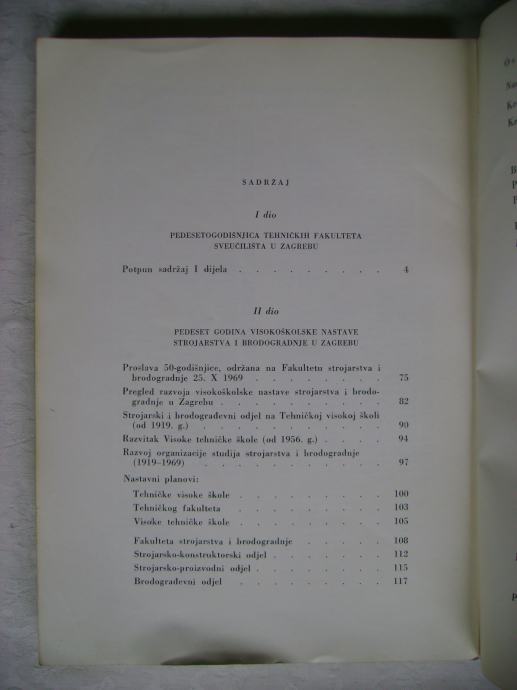 SADRŽAJ
I dio
PEDESETOGODIŠNJICA TEHNIČKIH FAKULTETA
SVEUČILIŠTA U ZAGREBU
Potpun sadržaj I dijela . . . . . . . . . 4
II dio
PEDESET GODINA VISOKOŠKOLSKE NASTAVE
STROJARSTVA I BRODOGRADNJE U ZAGREBU
Proslava 50-godišnjice, održana na Fakultetu strojarstva i
brodogradnje 25. X 1969 . . . . . . . . 75
Pregled razvoja visokoškolske nastave strojarstva i brodo-
gradnje u Zagrebu . . . . . . . . . 82
Strojarski i brodograđevni odjel na Tehničkoj visokoj školi
(od 1919. g.) . . . . . . . . . . 90
Razvitak Visoke tehničke škole (od 1956. g.) . . . . 94
Razvoj organizacije studija strojarstva i brodogradnje
(1919—1969) . . . . . . . . . . 97
Nastavni planovi:
Tehničke visoke škole . . . . . . . . 100
Tehničkog fakulteta . . . . . . . . 103
Visoke tehničke škole . . . . . . . . 105
Fakulteta strojarstva i brodogradnje . . . . . 108
Strojarsko-konstruktorski odjel . . . . . . 112
Strojarsko-proizvodni odjel . . . . . . . 115
Brodograđevni odjel . . . . . . . . 117